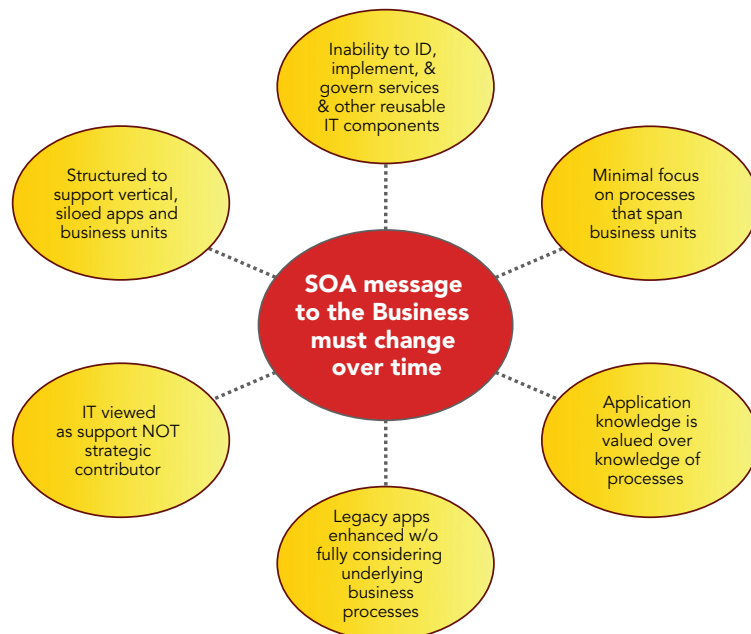 Inability to ID,
implement, &
govern services
& other reusable
IT components
Structured to
support vertical,
siloed apps and
business units
Minimal focus
on processes
that span
business units
SOA message
to the Business
must change
over time
IT viewed
as support NOT
strategic
contributor
Application
knowledge is
valued over
knowledge of
processes
Legacy apps
enhanced w/o
fully considering
underlying
business
processes